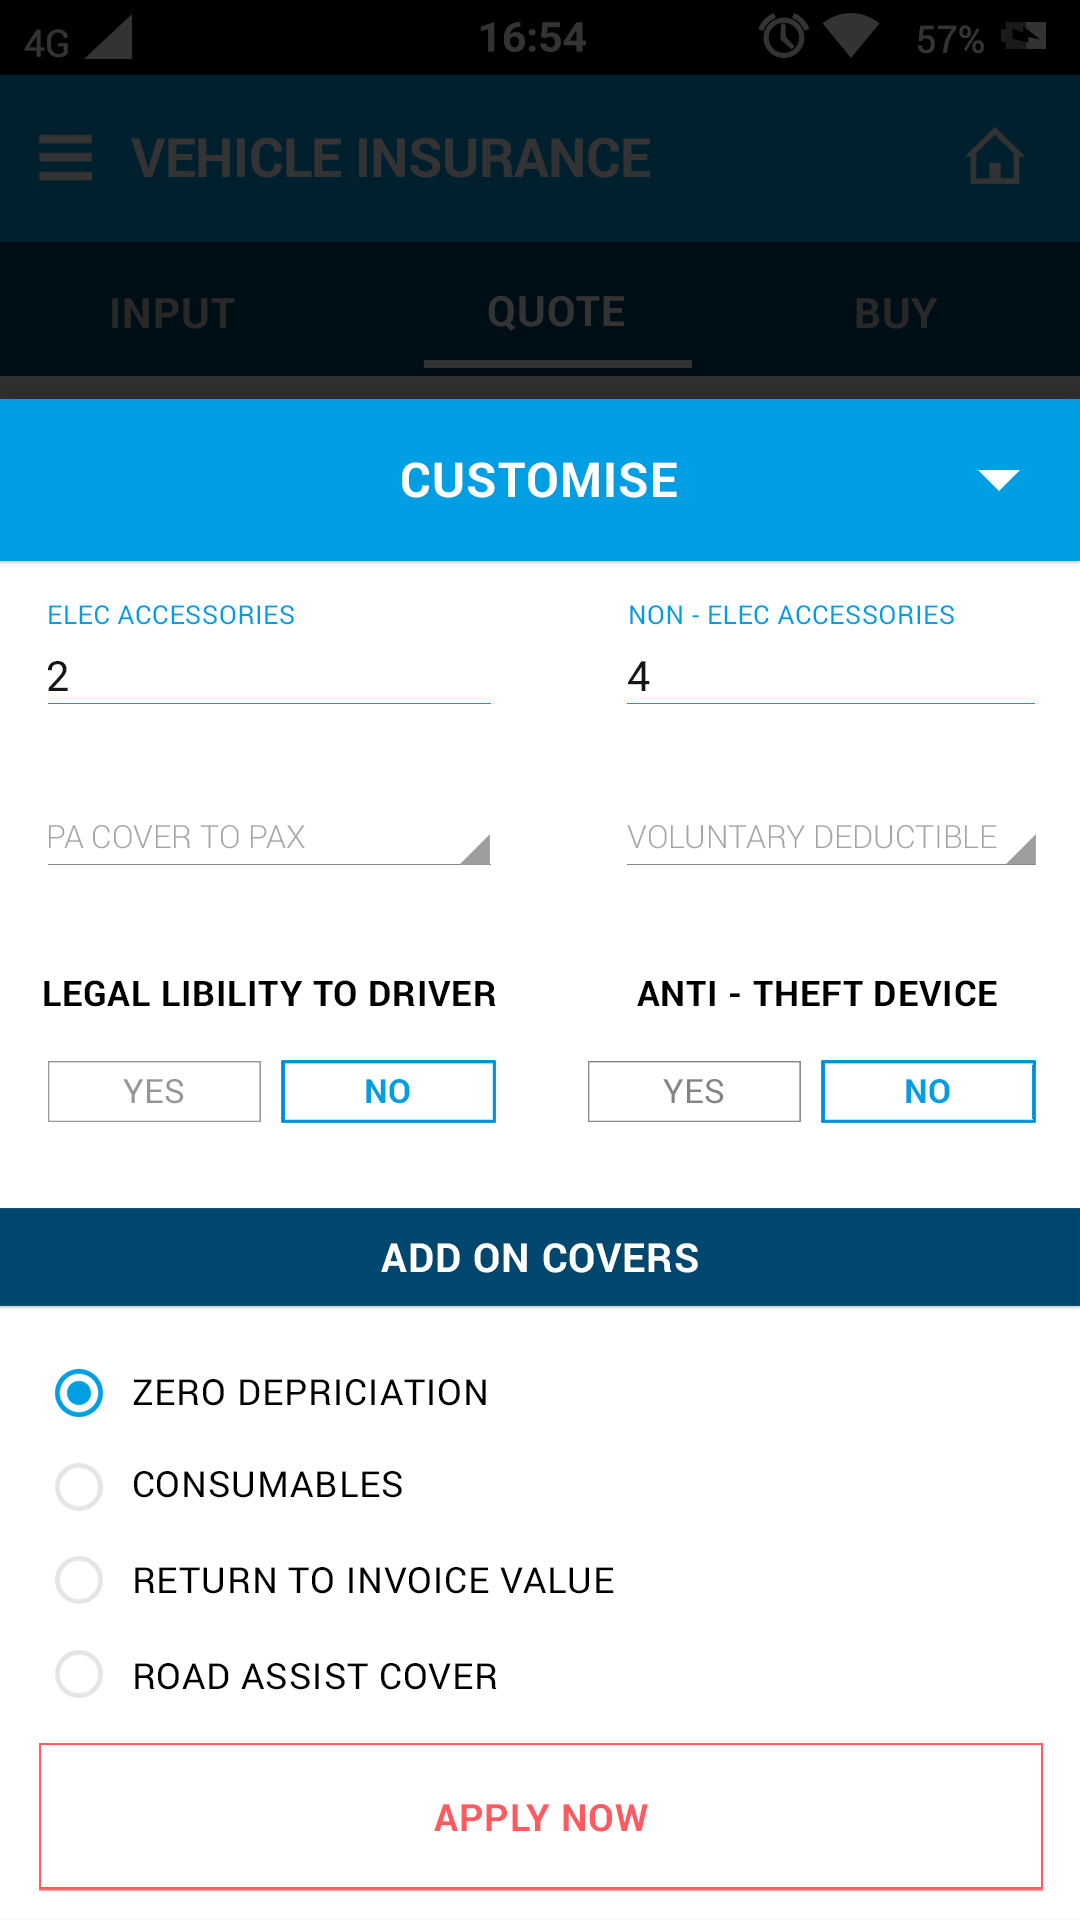 4G 16:54 57%
VEHICLE INSURANCE
INPUT QUOTE BUY
CUSTOMISE
ELEC ACCESSORIES NON - ELEC ACCESSORIES
2 4
PA COVER TO PAX VOLUNTARY DEDUCTIBLE
LEGAL LIBILITY TO DRIVER ANTI - THEFT DEVICE
YES NO YES NO
ADD ON COVERS
ZERO DEPRICIATION
CONSUMABLES
RETURN TO INVOICE VALUE
ROAD ASSIST COVER
APPLY NOW